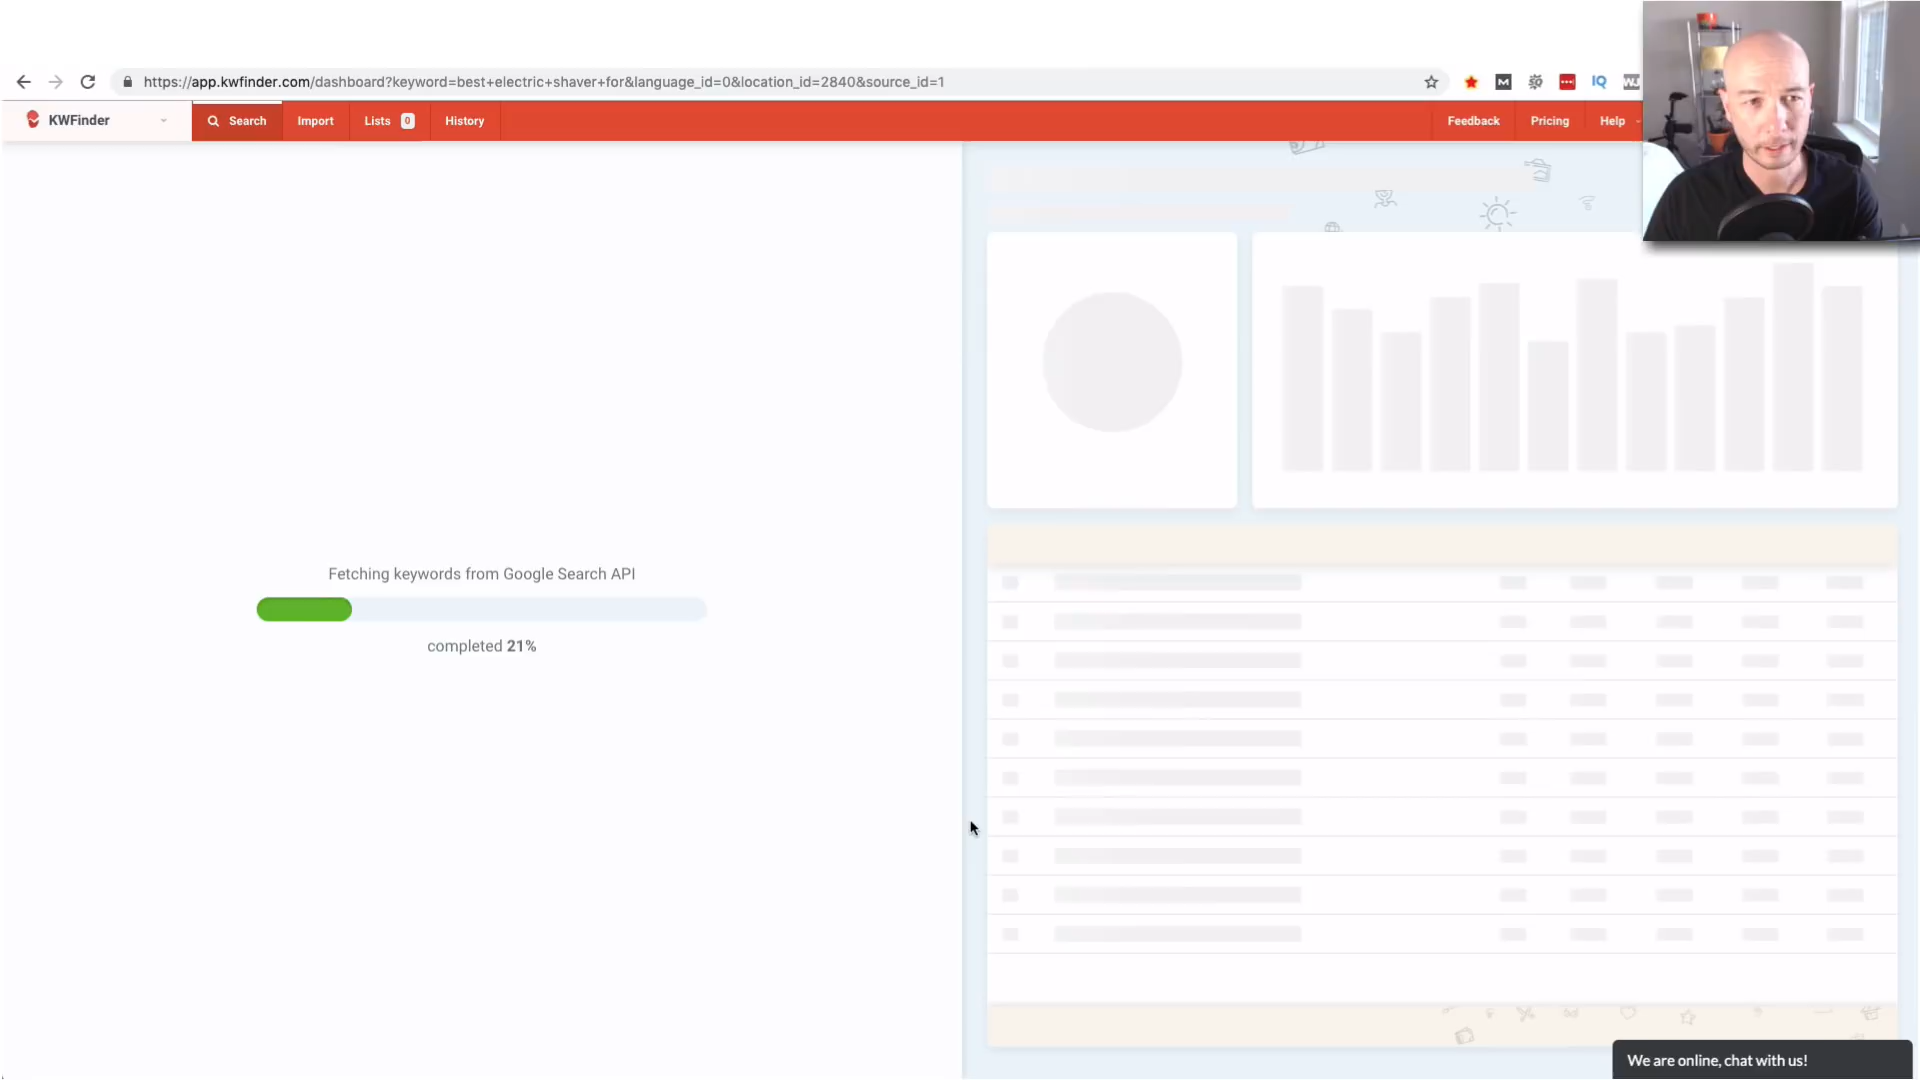 https://app.kwfinder.com/dashboard?keyword=best+electric+shaver+for&language_id=0&location_id=2840&source_id=1
IQ
KWFinder
Search
Import
Lists 0
History
Feedback
Pricing
Help
Fetching keywords from Google Search API
completed 21%
We are online, chat with us!